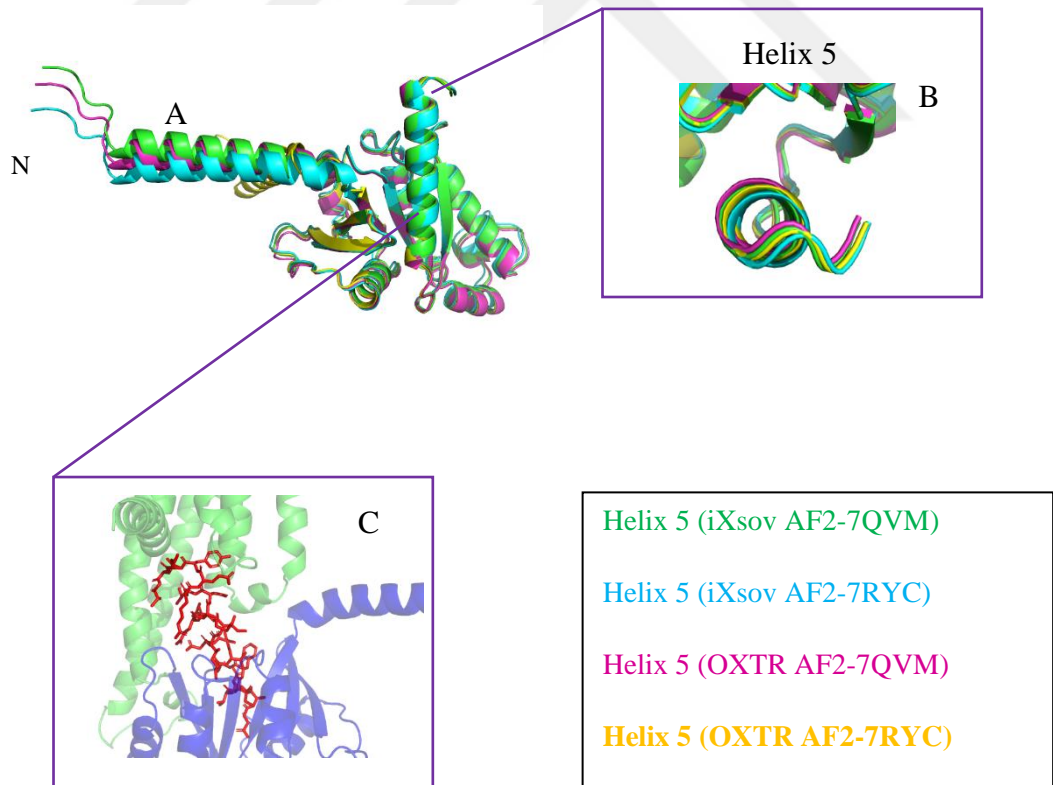 Helix 5
B
A
N
C
Helix 5 (iXsov AF2-7QVM)
Helix 5 (iXsov AF2-7RYC)
Helix 5 (OXTR AF2-7QVM)
Helix 5 (OXTR AF2-7RYC)